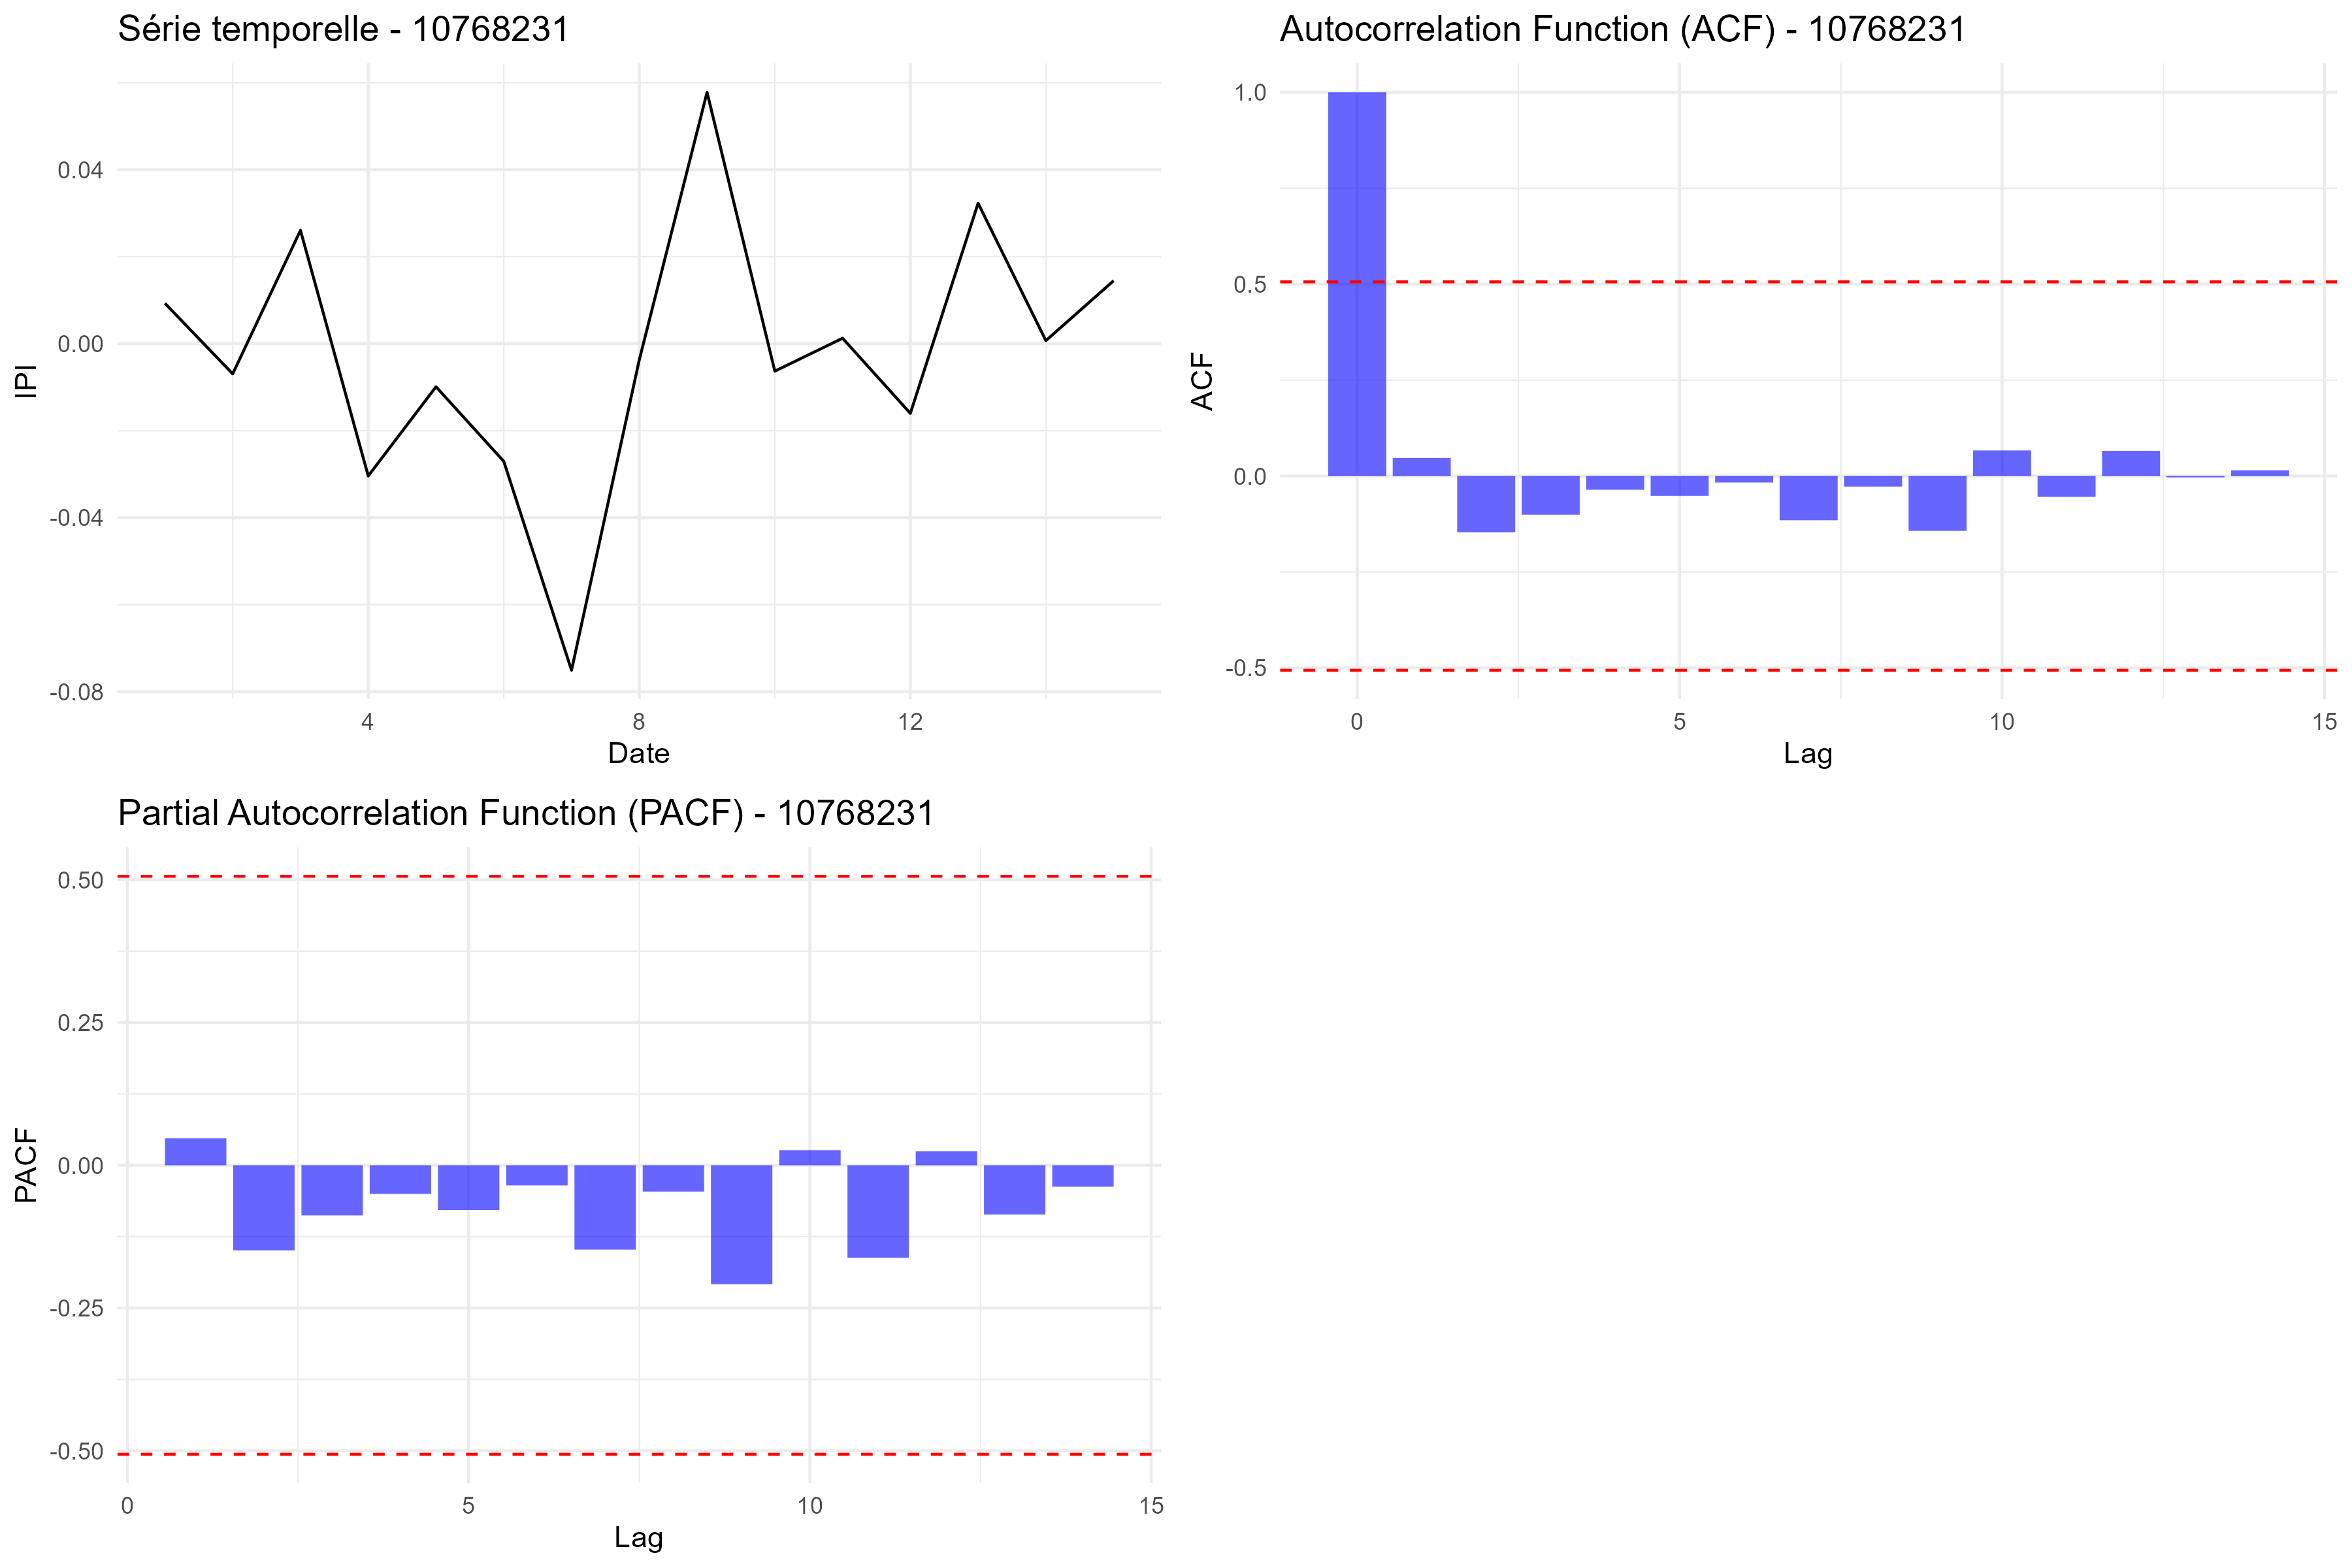 Série temporelle - 10768231
IPI
0.04
0.00
-0.04
-0.08
4
8
12
Date
Autocorrelation Function (ACF) - 10768231
ACF
1.0
0.5
0.0
-0.5
0
5
10
15
Lag
Partial Autocorrelation Function (PACF) - 10768231
PACF
0.50
0.25
0.00
-0.25
-0.50
0
5
10
15
Lag